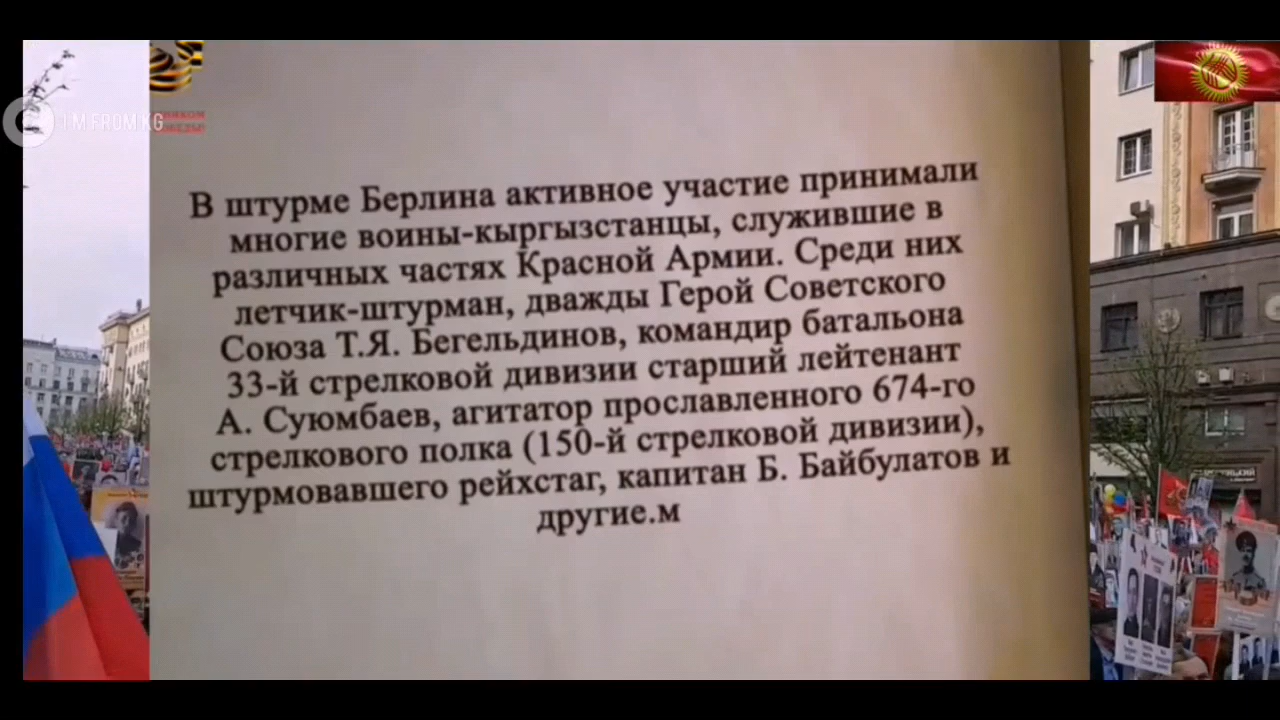 I M FROM KG
В штурме Берлина активное участие принимали
многие воины-кыргызстанцы, служившие в
различных частях Красной Армии. Среди них
летчик-штурман, дважды Герой Советского
Союза Т.Я. Бегельдинов, командир батальона
33-й стрелковой дивизии старший лейтенант
А. Суюмбаев, агитатор прославленного 674-го
стрелкового полка (150-й стрелковой дивизии),
штурмовавшего рейхстаг, капитан Б. Байбулатов и
другие.м